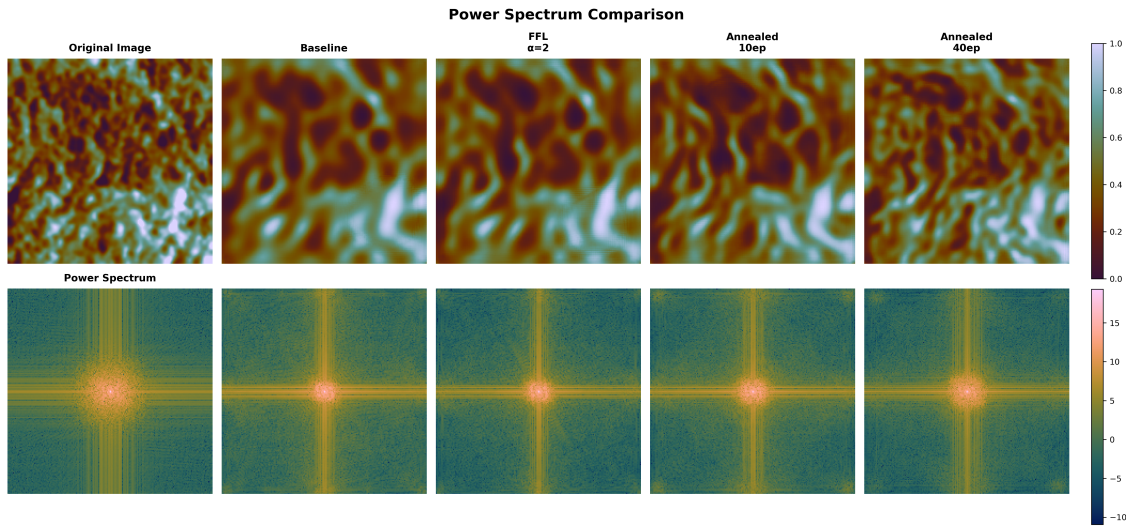 Power Spectrum Comparison
Original Image
Baseline
FFL
α=2
Annealed
10ep
Annealed
40ep
1.0
0.8
0.6
0.4
0.2
0.0
Power Spectrum
15
10
5
0
−5
−10